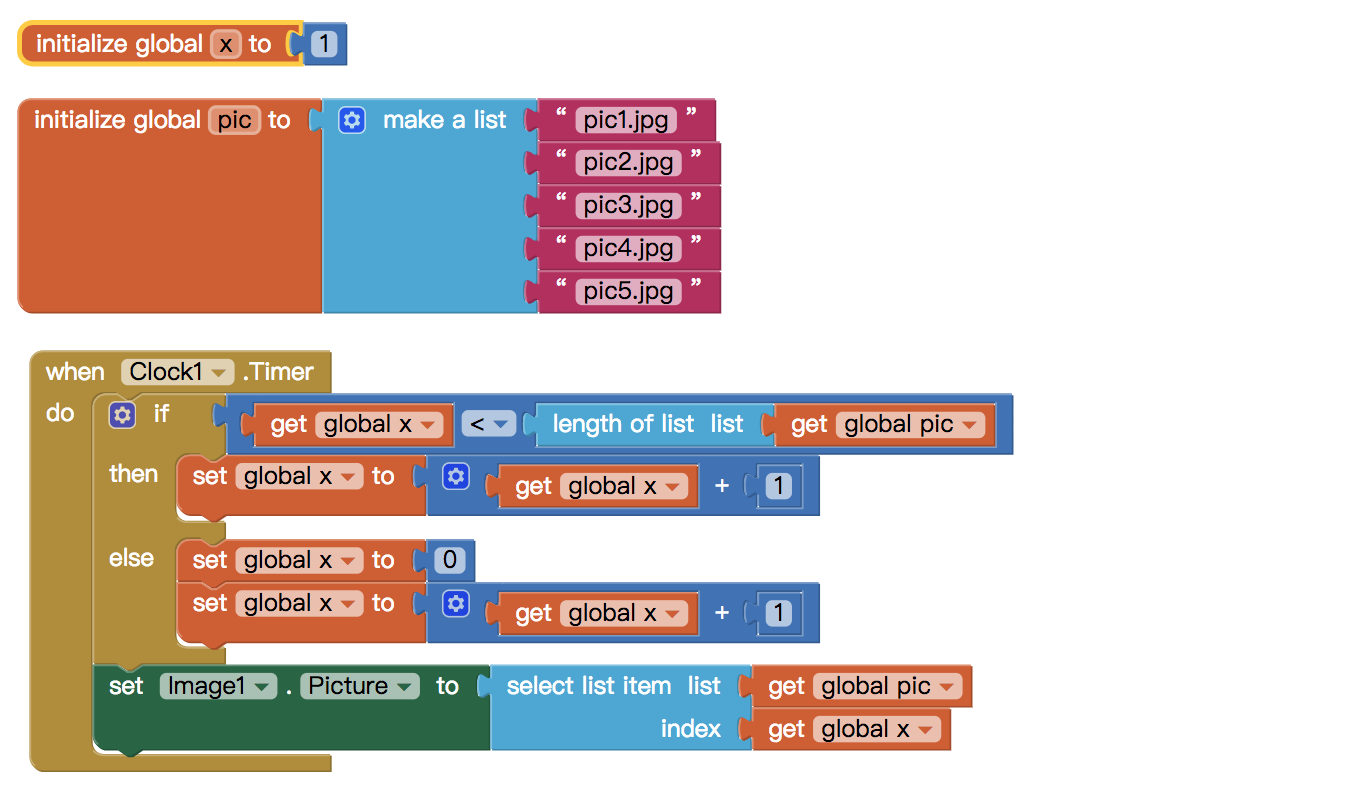 initialize global x to 1
initialize global pic to make a list “ pic1.jpg ”
“ pic2.jpg ”
“ pic3.jpg ”
“ pic4.jpg ”
“ pic5.jpg ”
when Clock1 .Timer
do if get global x < length of list list get global pic
then set global x to get global x + 1
else set global x to 0
set global x to get global x + 1
set Image1 . Picture to select list item list get global pic
index get global x